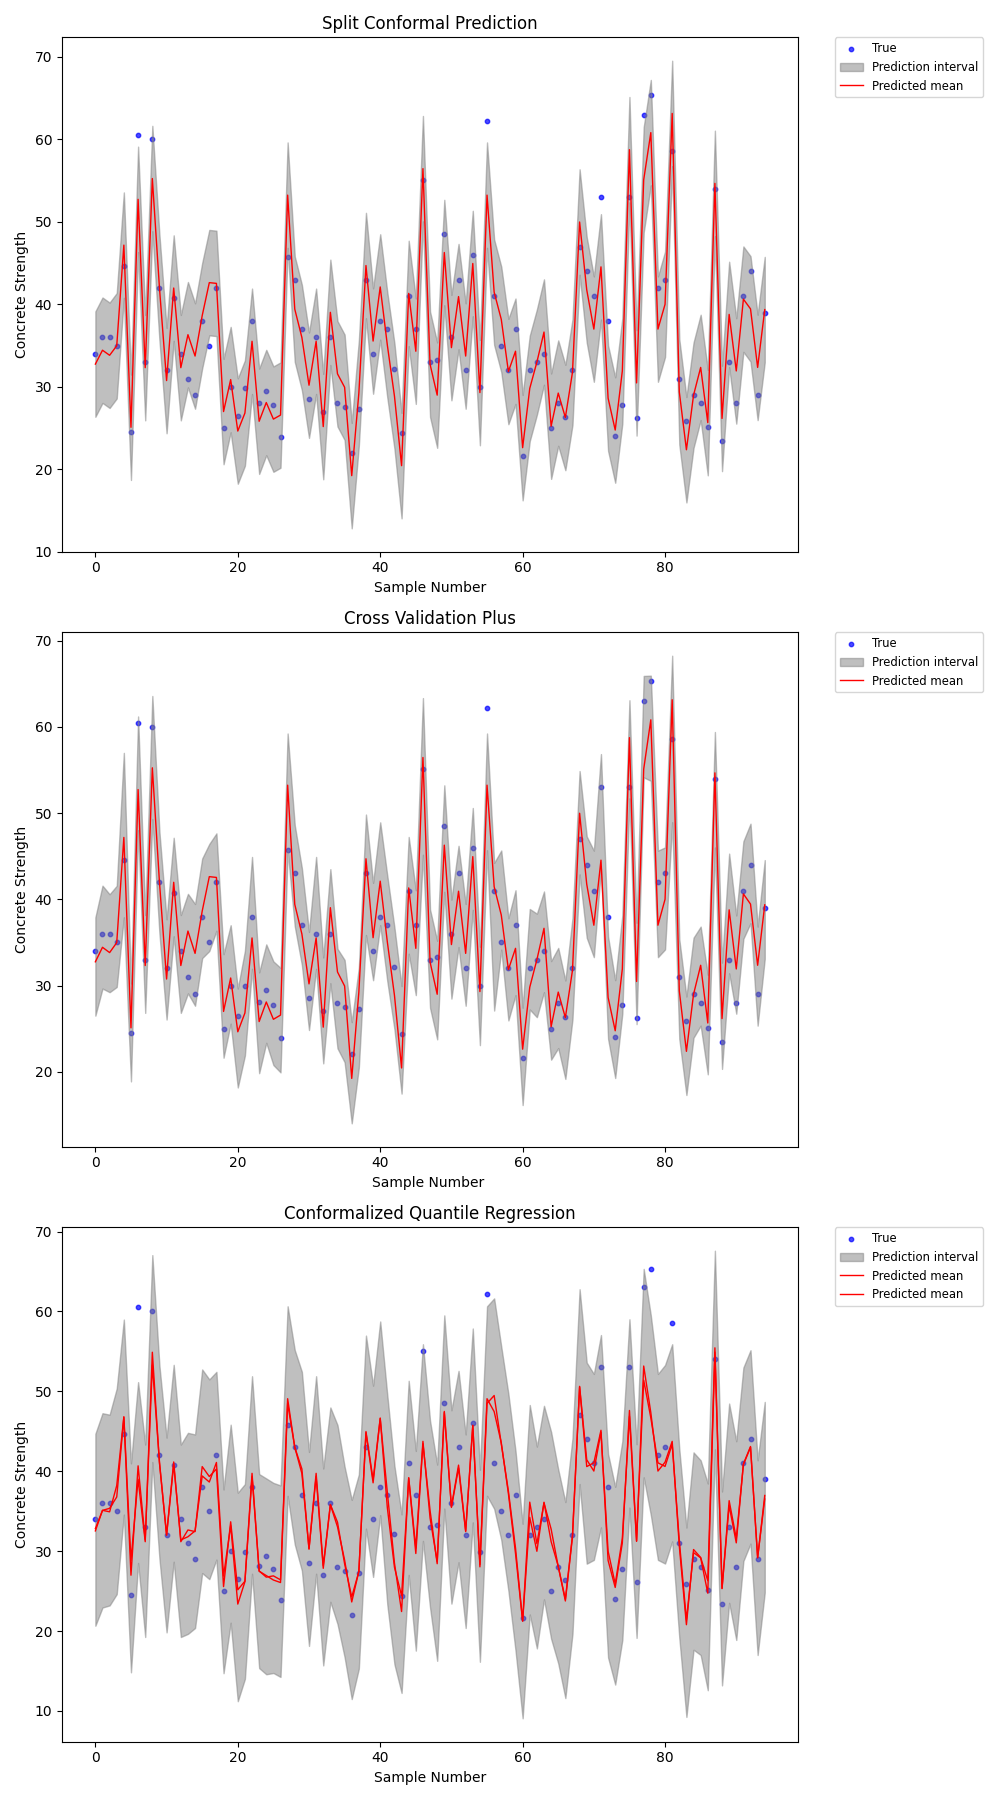 Split Conformal Prediction
True
Prediction interval
Predicted mean
Concrete Strength
70
60
50
40
30
20
10
0 20 40 60 80
Sample Number
Cross Validation Plus
True
Prediction interval
Predicted mean
Concrete Strength
70
60
50
40
30
20
0 20 40 60 80
Sample Number
Conformalized Quantile Regression
True
Prediction interval
Predicted mean
Predicted mean
Concrete Strength
70
60
50
40
30
20
10
0 20 40 60 80
Sample Number